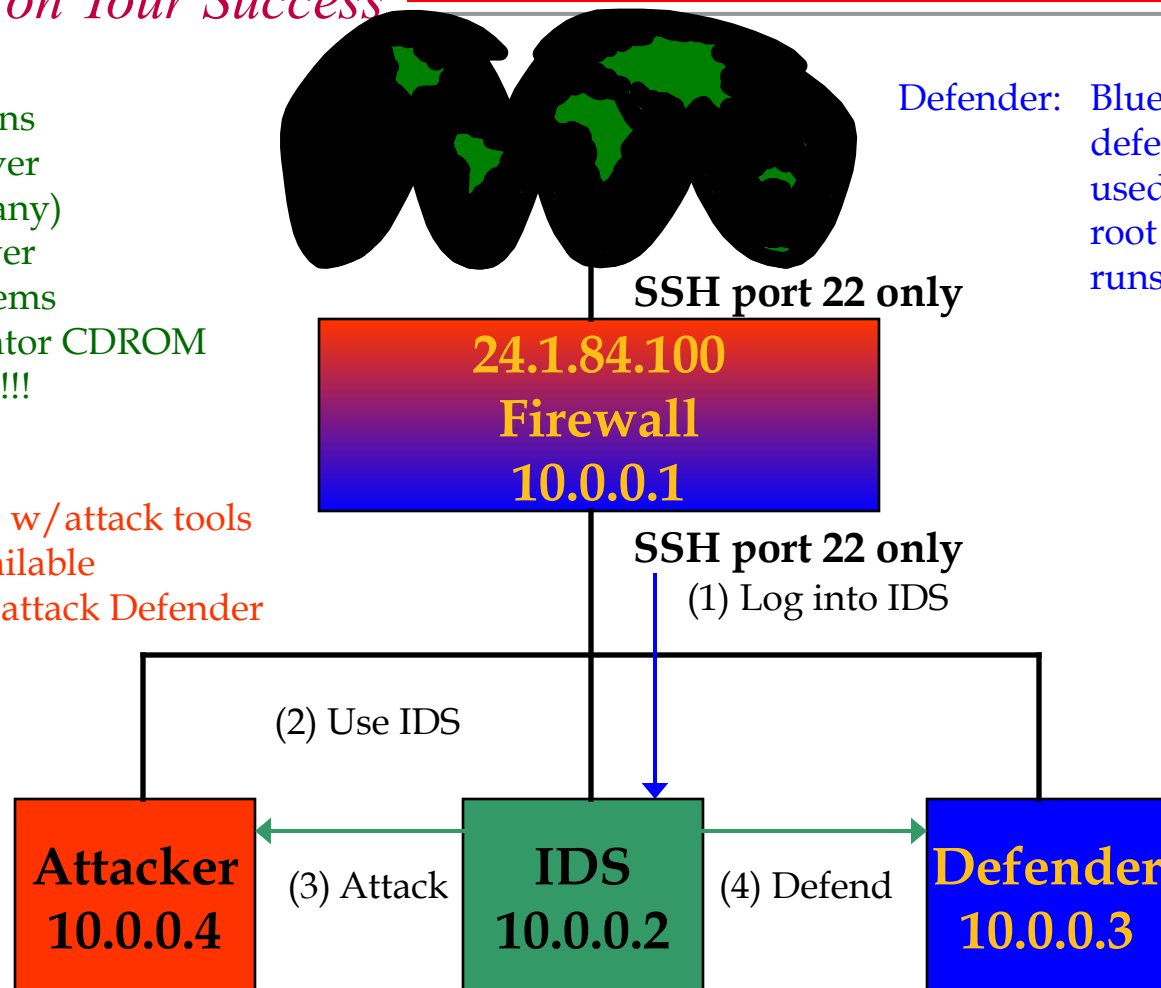 on Your Success
ns
ver
any)
ver
ems
ator CDROM
!!!
w/attack tools
ailable
attack Defender
Defender: Blue
defe
used
root
runs
SSH port 22 only
24.1.84.100
Firewall
10.0.0.1
SSH port 22 only
(1) Log into IDS
(2) Use IDS
Attacker
10.0.0.4
(3) Attack
IDS
10.0.0.2
(4) Defend
Defender
10.0.0.3